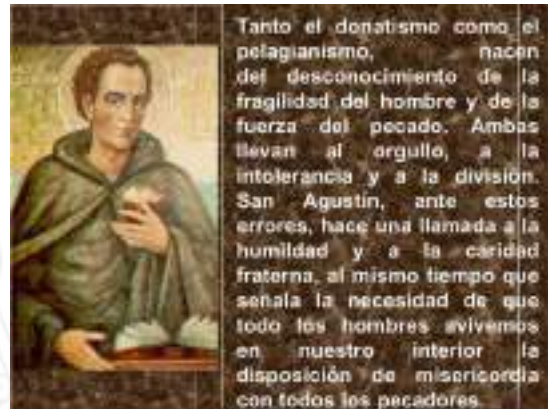 Tanto el donatismo como el
pelagianismo, nacen
del desconocimiento de la
fragilidad del hombre y de la
fuerza del pecado. Ambas
llevan al orgullo, a la
intolerancia y a la división.
San Agustín, ante estos
errores, hace una llamada a la
humildad y a la caridad
fraterna, al mismo tiempo que
señala la necesidad de que
todo los hombres avivemos
en nuestro interior la
disposición de misericordia
con todos los pecadores.